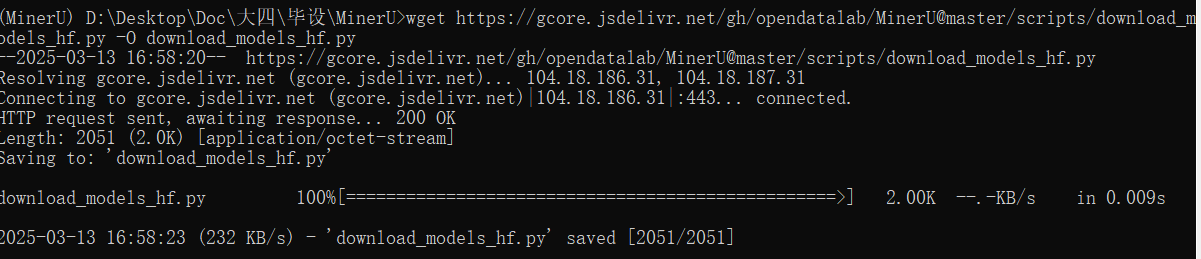 (MinerU) D:\Desktop\Doc\大四\毕设\MinerU>wget https://gcore.jsdelivr.net/gh/opendatalab/MinerU@master/scripts/download_m
odels_hf.py -O download_models_hf.py
--2025-03-13 16:58:20--  https://gcore.jsdelivr.net/gh/opendatalab/MinerU@master/scripts/download_models_hf.py
Resolving gcore.jsdelivr.net (gcore.jsdelivr.net)... 104.18.186.31, 104.18.187.31
Connecting to gcore.jsdelivr.net (gcore.jsdelivr.net)|104.18.186.31|:443... connected.
HTTP request sent, awaiting response... 200 OK
Length: 2051 (2.0K) [application/octet-stream]
Saving to: 'download_models_hf.py'
download_models_hf.py         100%[=================================================>]   2.00K  --.-KB/s    in 0.009s
2025-03-13 16:58:23 (232 KB/s) - 'download_models_hf.py' saved [2051/2051]